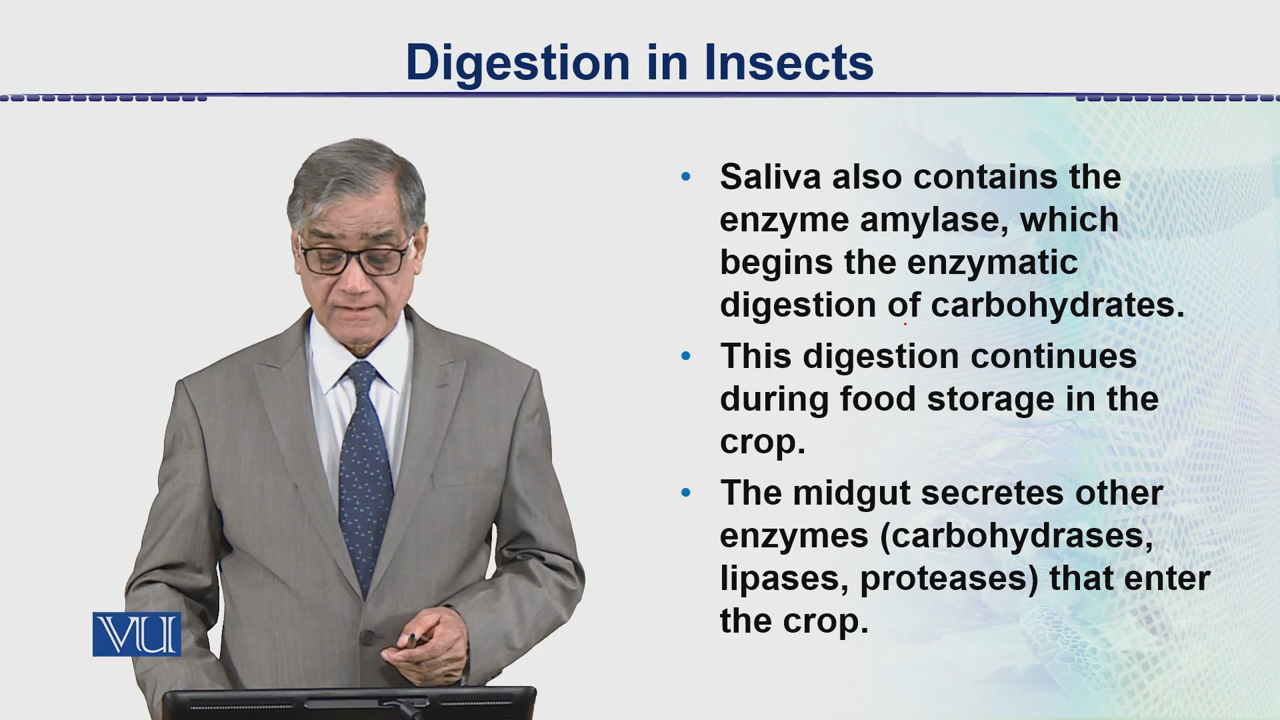 Digestion in Insects
• Saliva also contains the
enzyme amylase, which
begins the enzymatic
digestion of carbohydrates.
• This digestion continues
during food storage in the
crop.
• The midgut secretes other
enzymes (carbohydrases,
lipases, proteases) that enter
the crop.
VU